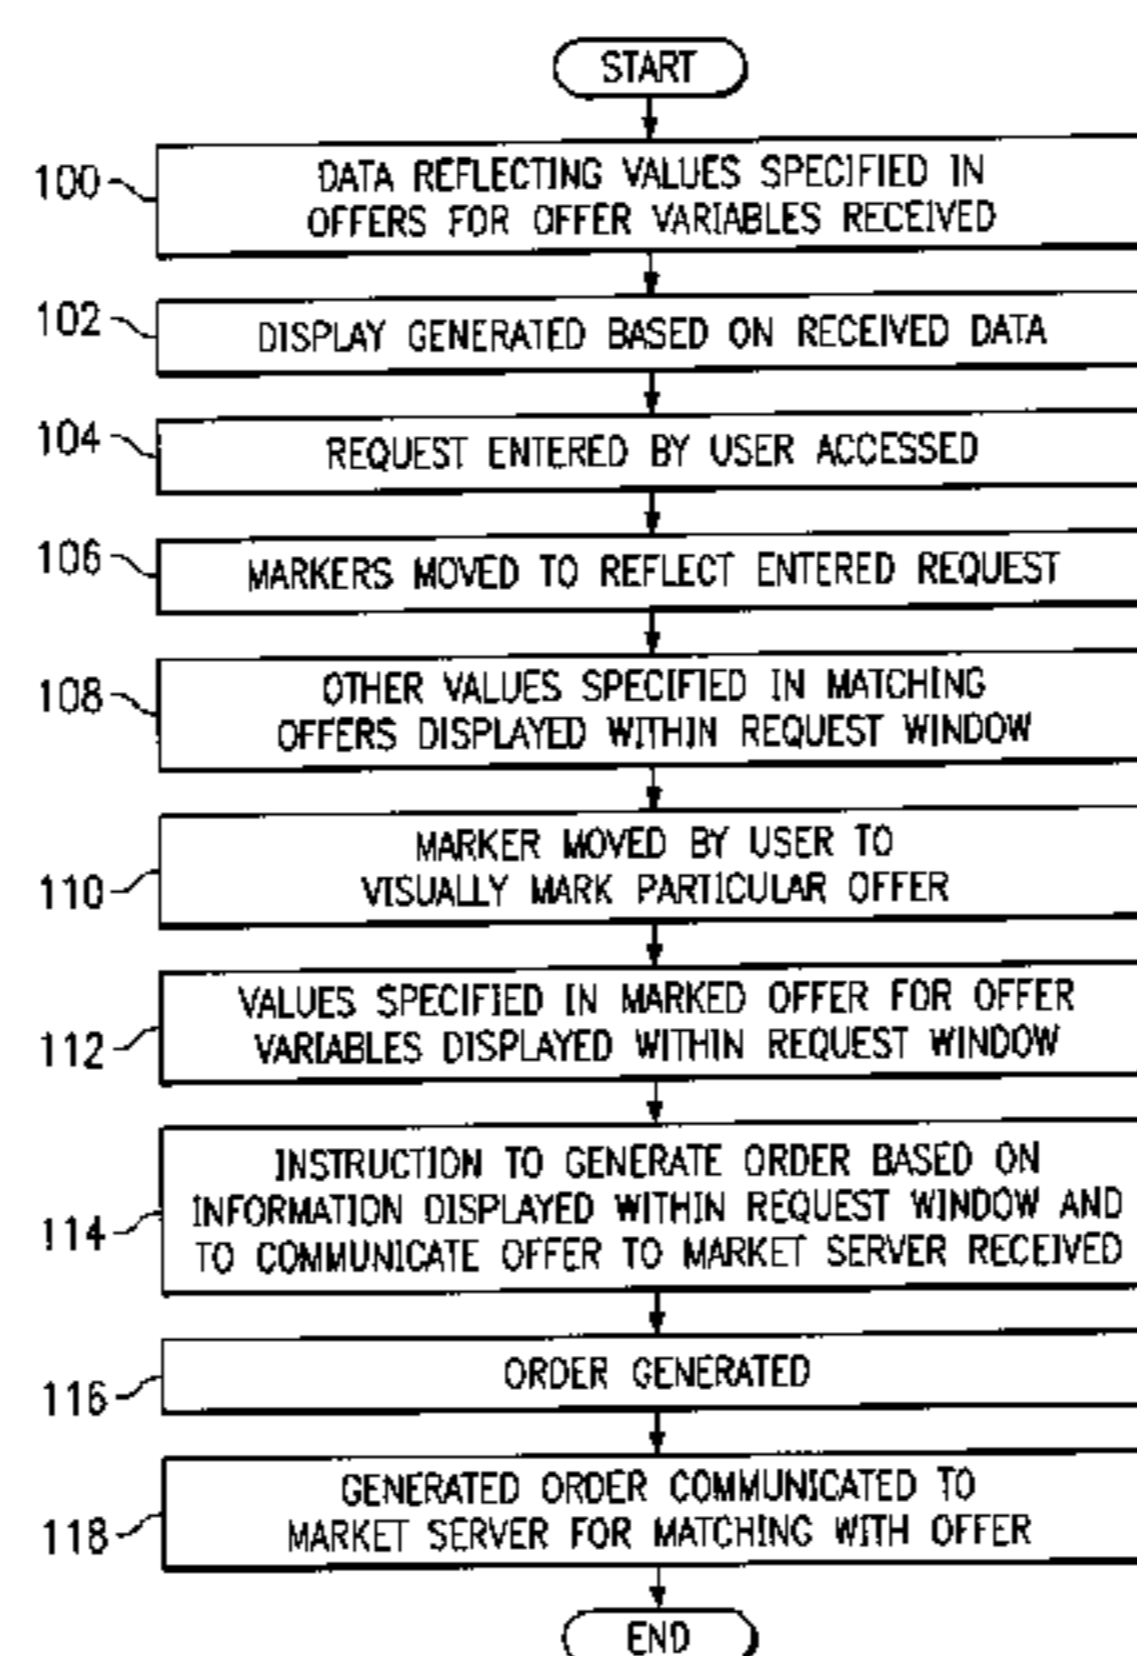 START
100
DATA REFLECTING VALUES SPECIFIED IN
OFFERS FOR OFFER VARIABLES RECEIVED
102
DISPLAY GENERATED BASED ON RECEIVED DATA
104
REQUEST ENTERED BY USER ACCESSED
106
MARKERS MOVED TO REFLECT ENTERED REQUEST
108
OTHER VALUES SPECIFIED IN MATCHING
OFFERS DISPLAYED WITHIN REQUEST WINDOW
110
MARKER MOVED BY USER TO
VISUALLY MARK PARTICULAR OFFER
112
VALUES SPECIFIED IN MARKED OFFER FOR OFFER
VARIABLES DISPLAYED WITHIN REQUEST WINDOW
114
INSTRUCTION TO GENERATE ORDER BASED ON
INFORMATION DISPLAYED WITHIN REQUEST WINDOW AND
TO COMMUNICATE OFFER TO MARKET SERVER RECEIVED
116
ORDER GENERATED
118
GENERATED ORDER COMMUNICATED TO
MARKET SERVER FOR MATCHING WITH OFFER
END